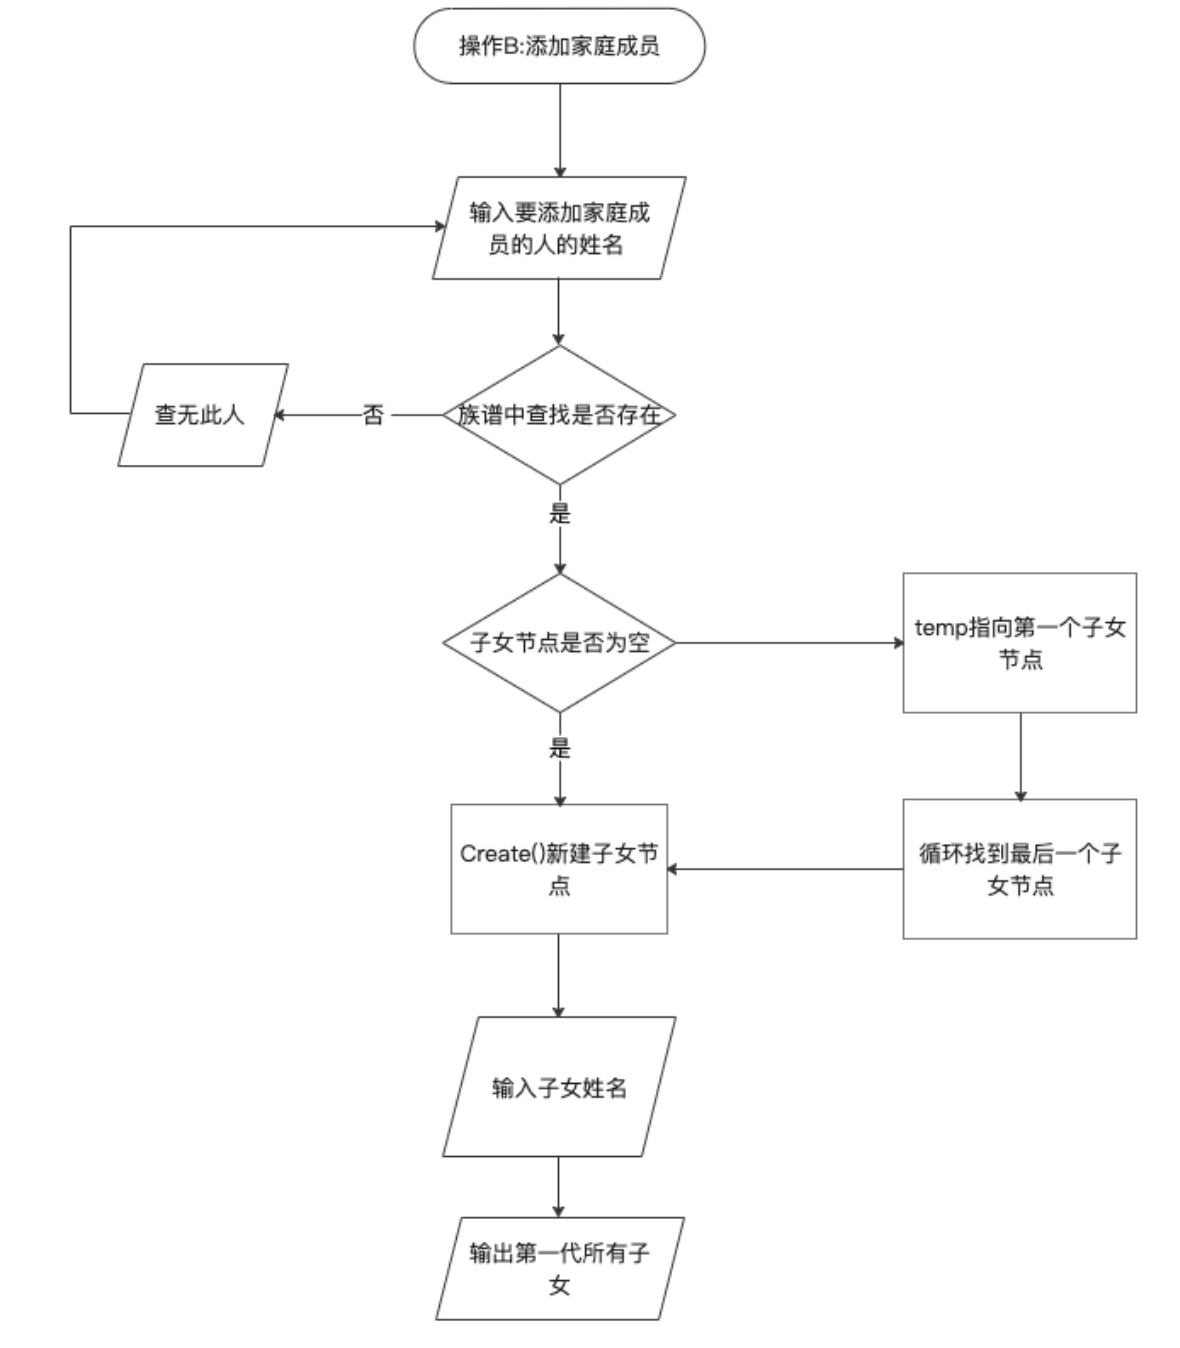 操作B:添加家庭成员
输入要添加家庭成
员的人的姓名
查无此人
否
族谱中查找是否存在
是
子女节点是否为空
temp指向第一个子女
节点
是
Create()新建子女节
点
循环找到最后一个子
女节点
输入子女姓名
输出第一代所有子
女